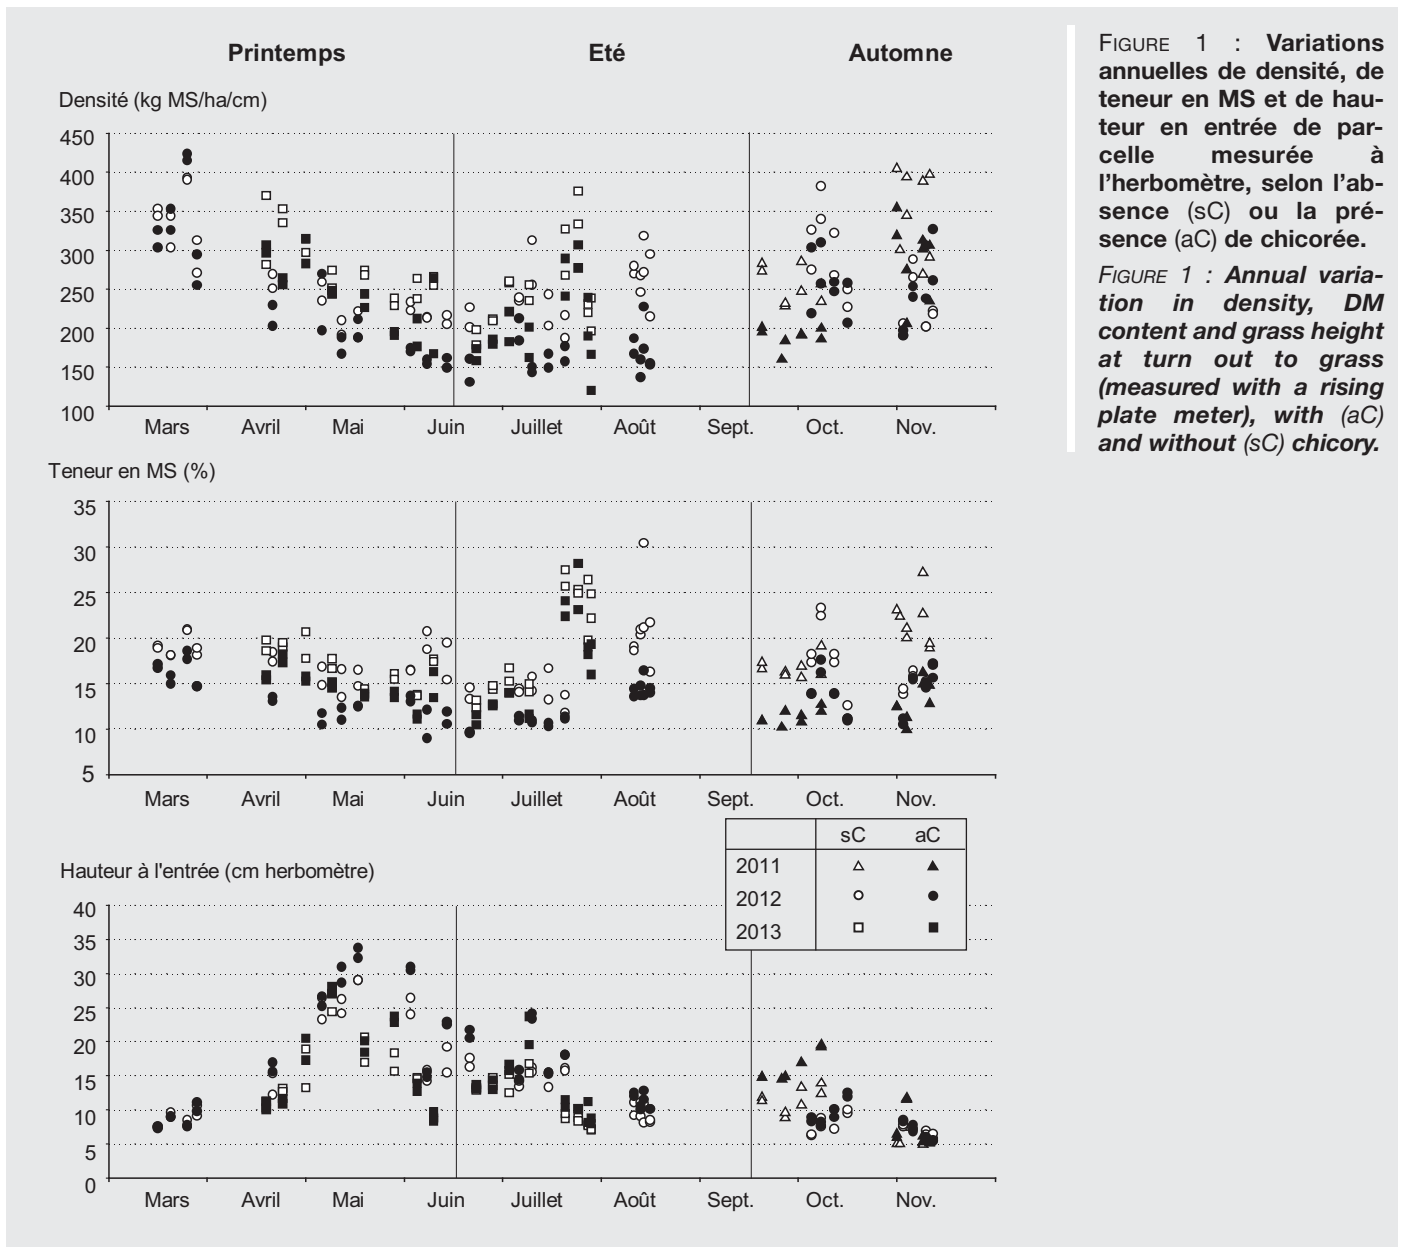 Printemps Eté Automne
Densité (kg MS/ha/cm)
450
400
350
300
250
200
150
100
Mars Avril Mai Juin Juillet Août Sept. Oct. Nov.
Teneur en MS (%)
35
30
25
20
15
10
5
Mars Avril Mai Juin Juillet Août Sept. Oct. Nov.
sC aC
2011
2012
2013
Hauteur à l'entrée (cm herbomètre)
40
35
30
25
20
15
10
5
0
Mars Avril Mai Juin Juillet Août Sept. Oct. Nov.
FIGURE 1 : Variations
annuelles de densité, de
teneur en MS et de hau-
teur en entrée de par-
celle mesurée à
l'herbomètre, selon l'ab-
sence (sC) ou la pré-
sence (aC) de chicorée.
FIGURE 1 : Annual varia-
tion in density, DM
content and grass height
at turn out to grass
(measured with a rising
plate meter), with (aC)
and without (sC) chicory.